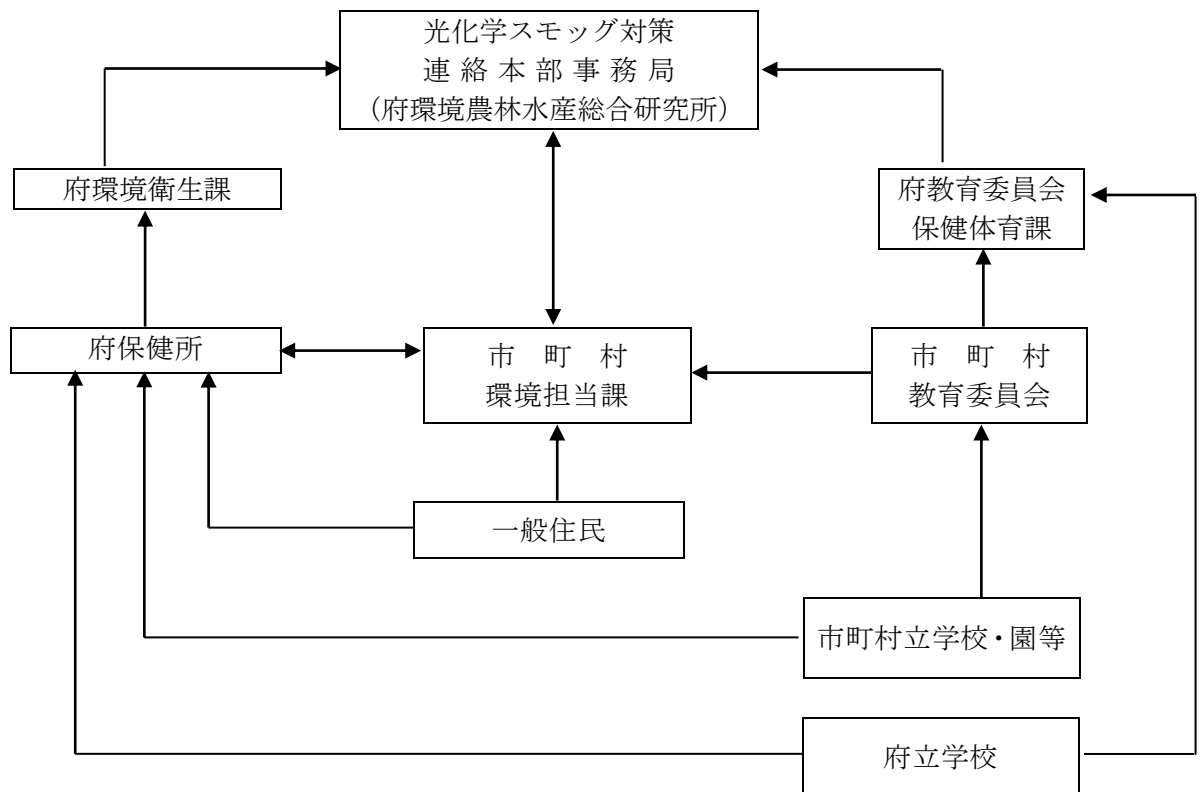 光化学スモッグ対策
連絡本部事務局
（府環境農林水産総合研究所）
府環境衛生課
府教育委員会
保健体育課
府保健所
市町村
環境担当課
市町村
教育委員会
一般住民
市町村立学校・園等
府立学校